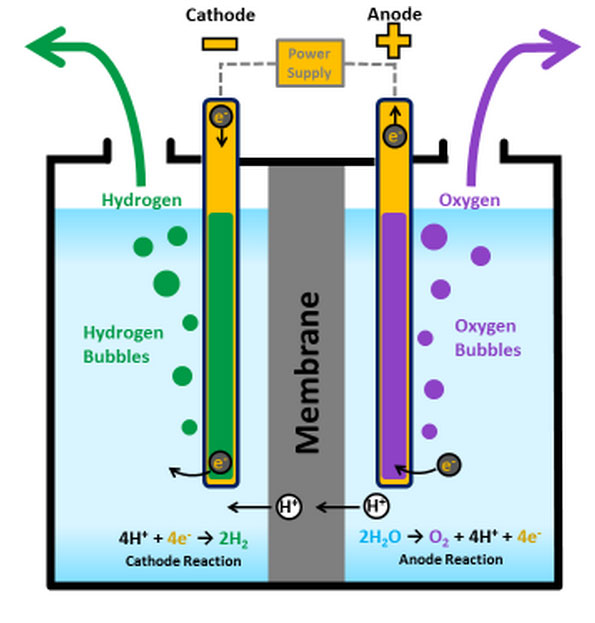 Cathode
Anode
Power
Supply
e⁻
e⁻
Hydrogen
Oxygen
Hydrogen
Bubbles
Oxygen
Bubbles
Membrane
e⁻
e⁻
H⁺
H⁺
4H⁺ + 4e⁻ → 2H₂
Cathode Reaction
2H₂O → O₂ + 4H⁺ + 4e⁻
Anode Reaction